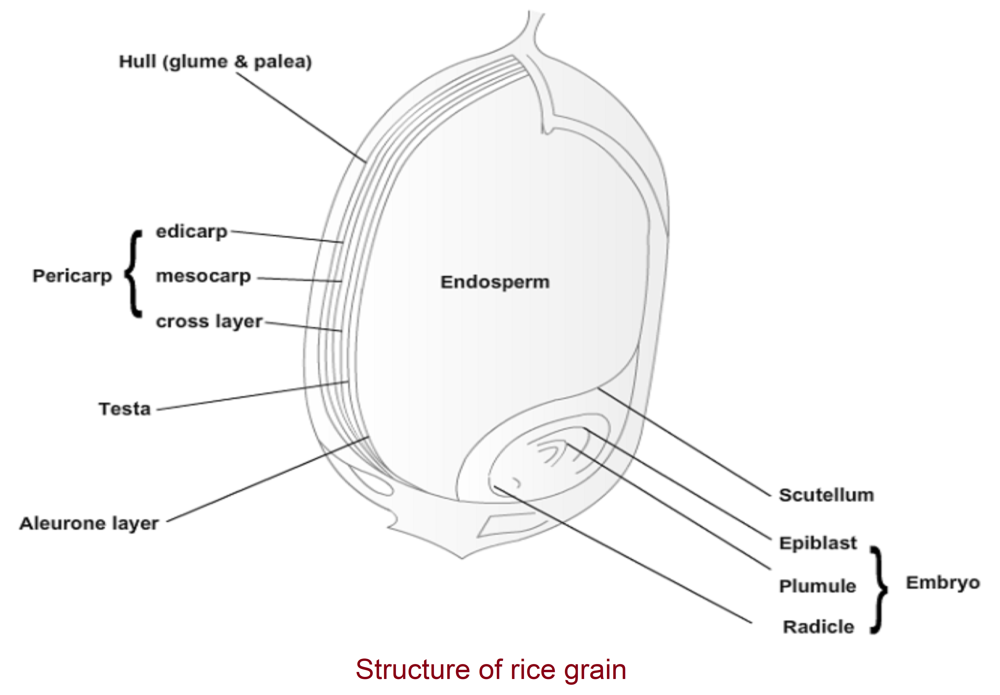 Hull (glume & palea)
edicarp
Pericarp
mesocarp
cross layer
Endosperm
Testa
Aleurone layer
Scutellum
Epiblast
Plumule
Embryo
Radicle
Structure of rice grain